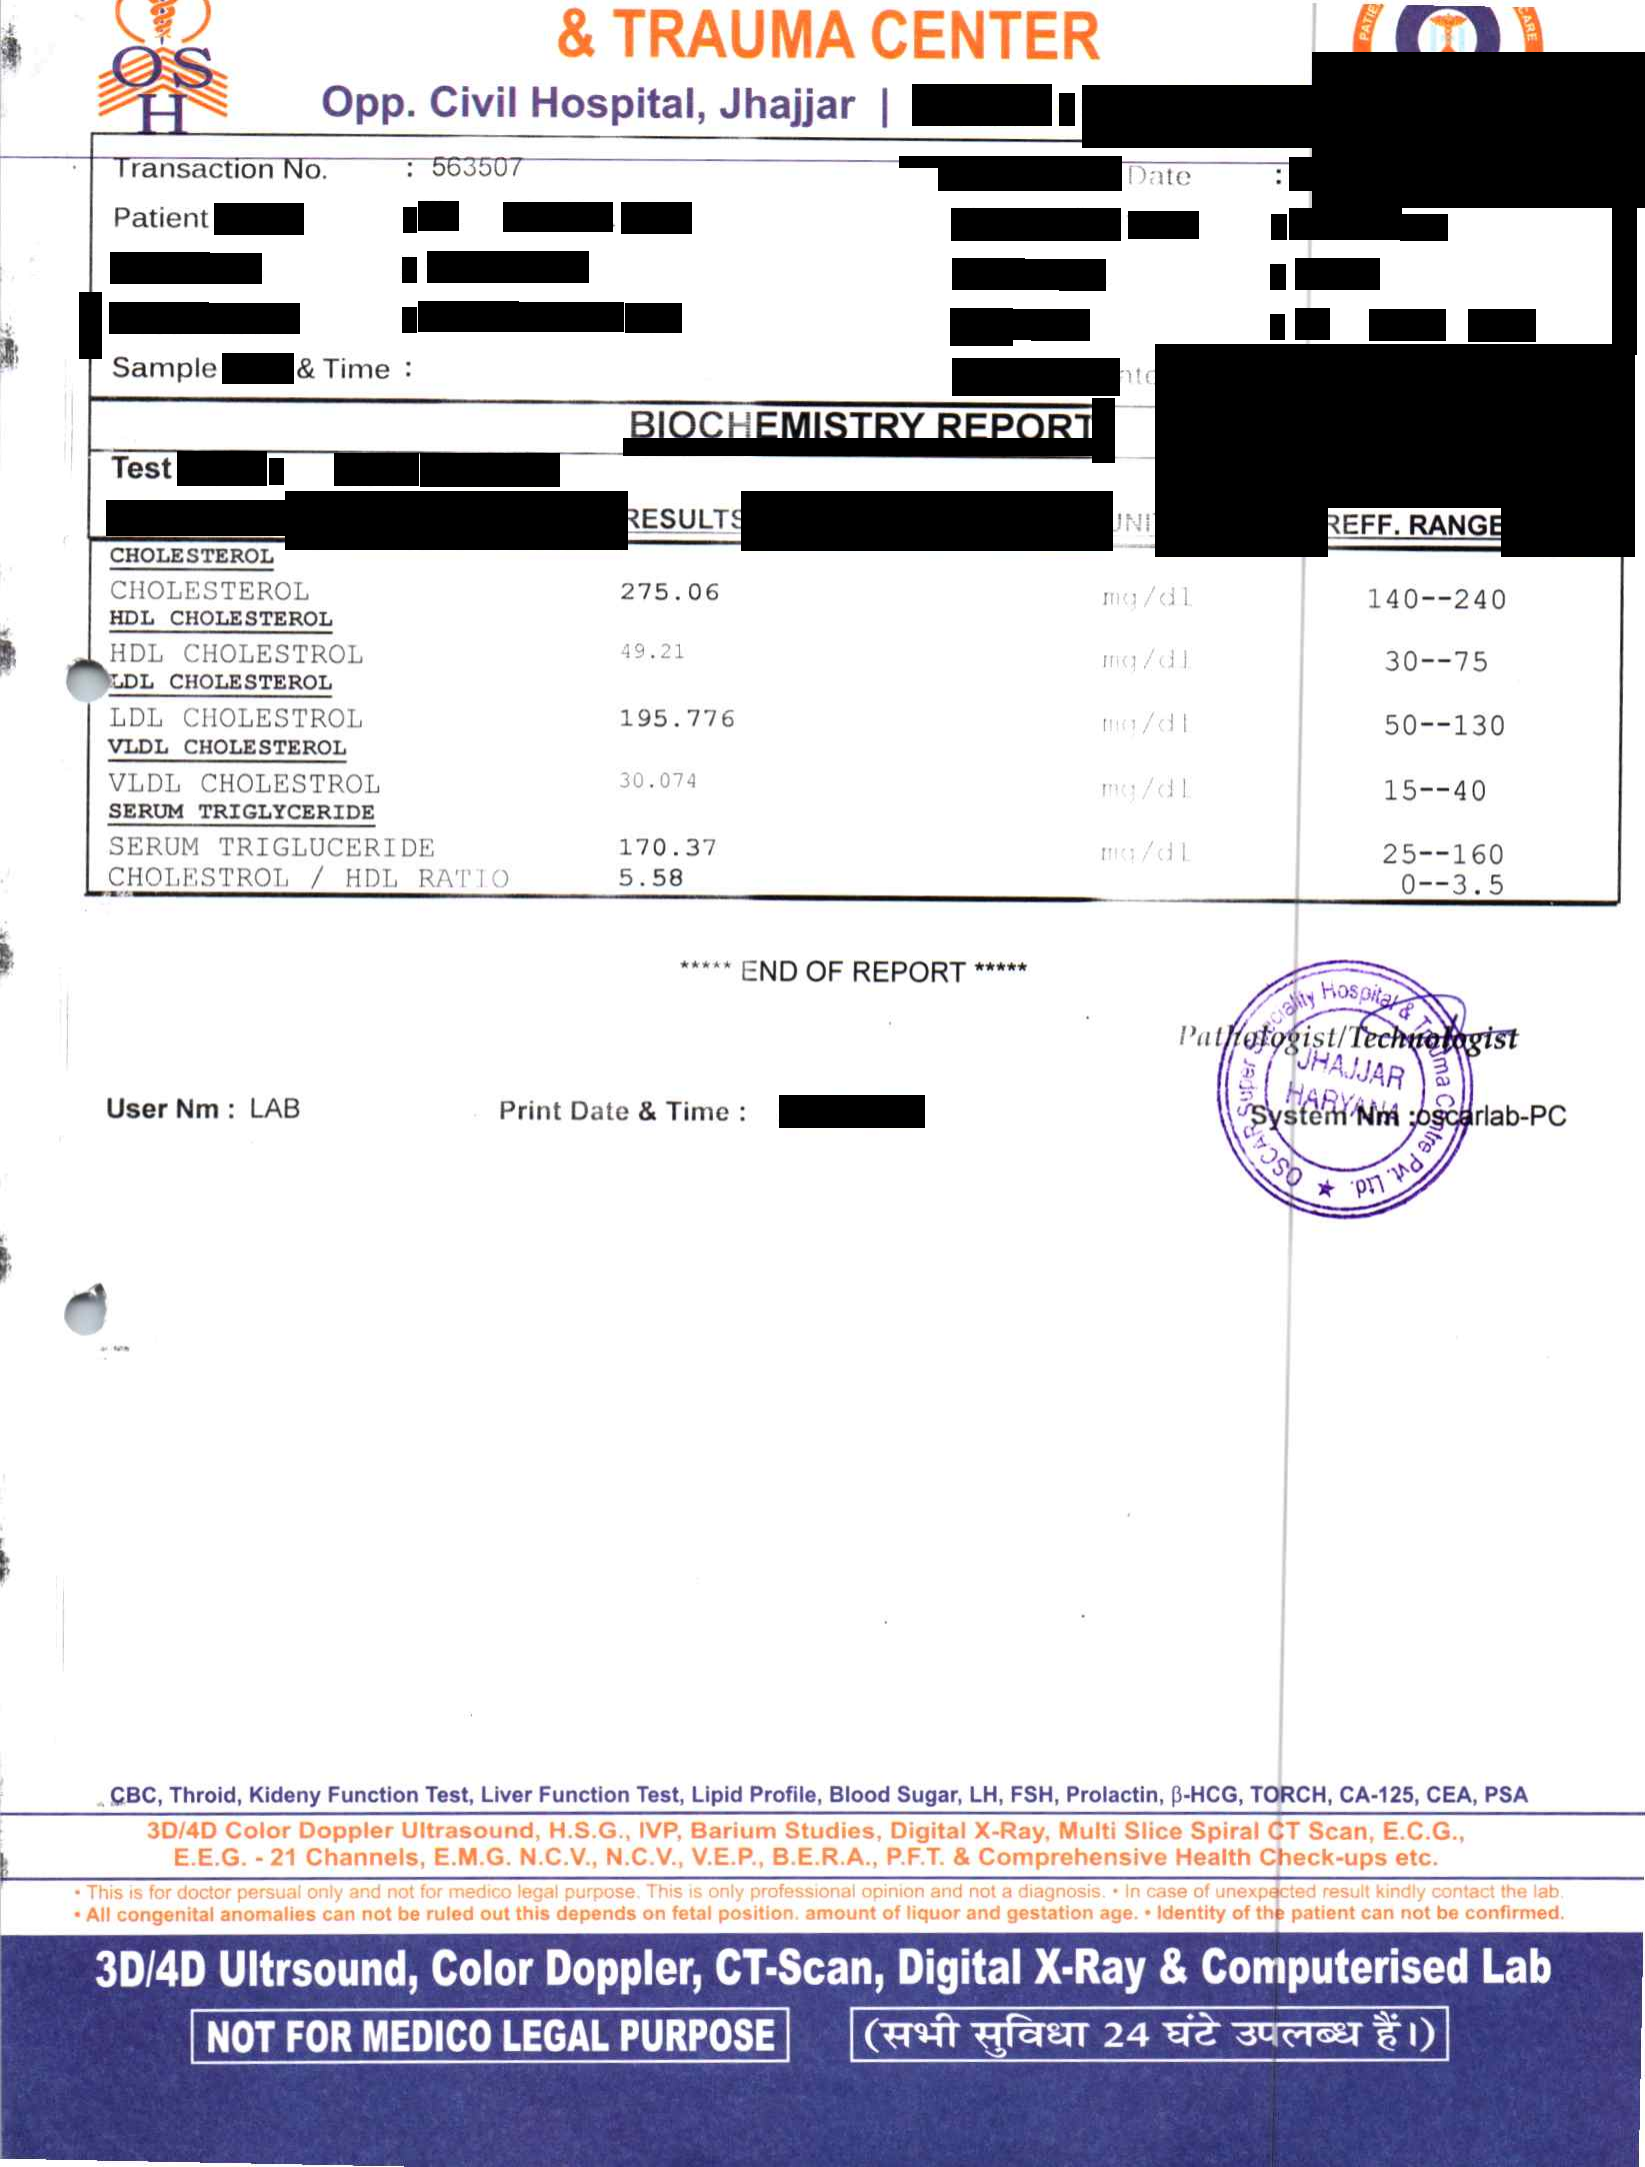 OSH
& TRAUMA CENTER
PATIE CARE
Opp. Civil Hospital, Jhajjar |
Transaction No. : 563507 Date :
Patient
Sample & Time :
BIOCHEMISTRY REPORT
Test
RESULTS UNI REFF. RANGE
CHOLESTEROL
CHOLESTEROL 275.06 mg/dl 140--240
HDL CHOLESTEROL
HDL CHOLESTROL 49.21 mg/dl 30--75
LDL CHOLESTEROL
LDL CHOLESTROL 195.776 mg/dl 50--130
VLDL CHOLESTEROL
VLDL CHOLESTROL 30.074 mg/dl 15--40
SERUM TRIGLYCERIDE
SERUM TRIGLUCERIDE 170.37 mg/dl 25--160
CHOLESTROL / HDL RATIO 5.58 0--3.5
***** END OF REPORT *****
Pathologist/Technologist
OSCAR Super Speciality Hospital & Trauma Centre Pvt. Ltd. ★
JHAJJAR
HARYANA
User Nm : LAB Print Date & Time : System Nm :oscarlab-PC
CBC, Throid, Kideny Function Test, Liver Function Test, Lipid Profile, Blood Sugar, LH, FSH, Prolactin, β-HCG, TORCH, CA-125, CEA, PSA
3D/4D Color Doppler Ultrasound, H.S.G., IVP, Barium Studies, Digital X-Ray, Multi Slice Spiral CT Scan, E.C.G.,
E.E.G. - 21 Channels, E.M.G. N.C.V., N.C.V., V.E.P., B.E.R.A., P.F.T. & Comprehensive Health Check-ups etc.
• This is for doctor persual only and not for medico legal purpose. This is only professional opinion and not a diagnosis. • In case of unexpected result kindly contact the lab.
• All congenital anomalies can not be ruled out this depends on fetal position. amount of liquor and gestation age. • Identity of the patient can not be confirmed.
3D/4D Ultrsound, Color Doppler, CT-Scan, Digital X-Ray & Computerised Lab
NOT FOR MEDICO LEGAL PURPOSE (सभी सुविधा 24 घंटे उपलब्ध हैं।)